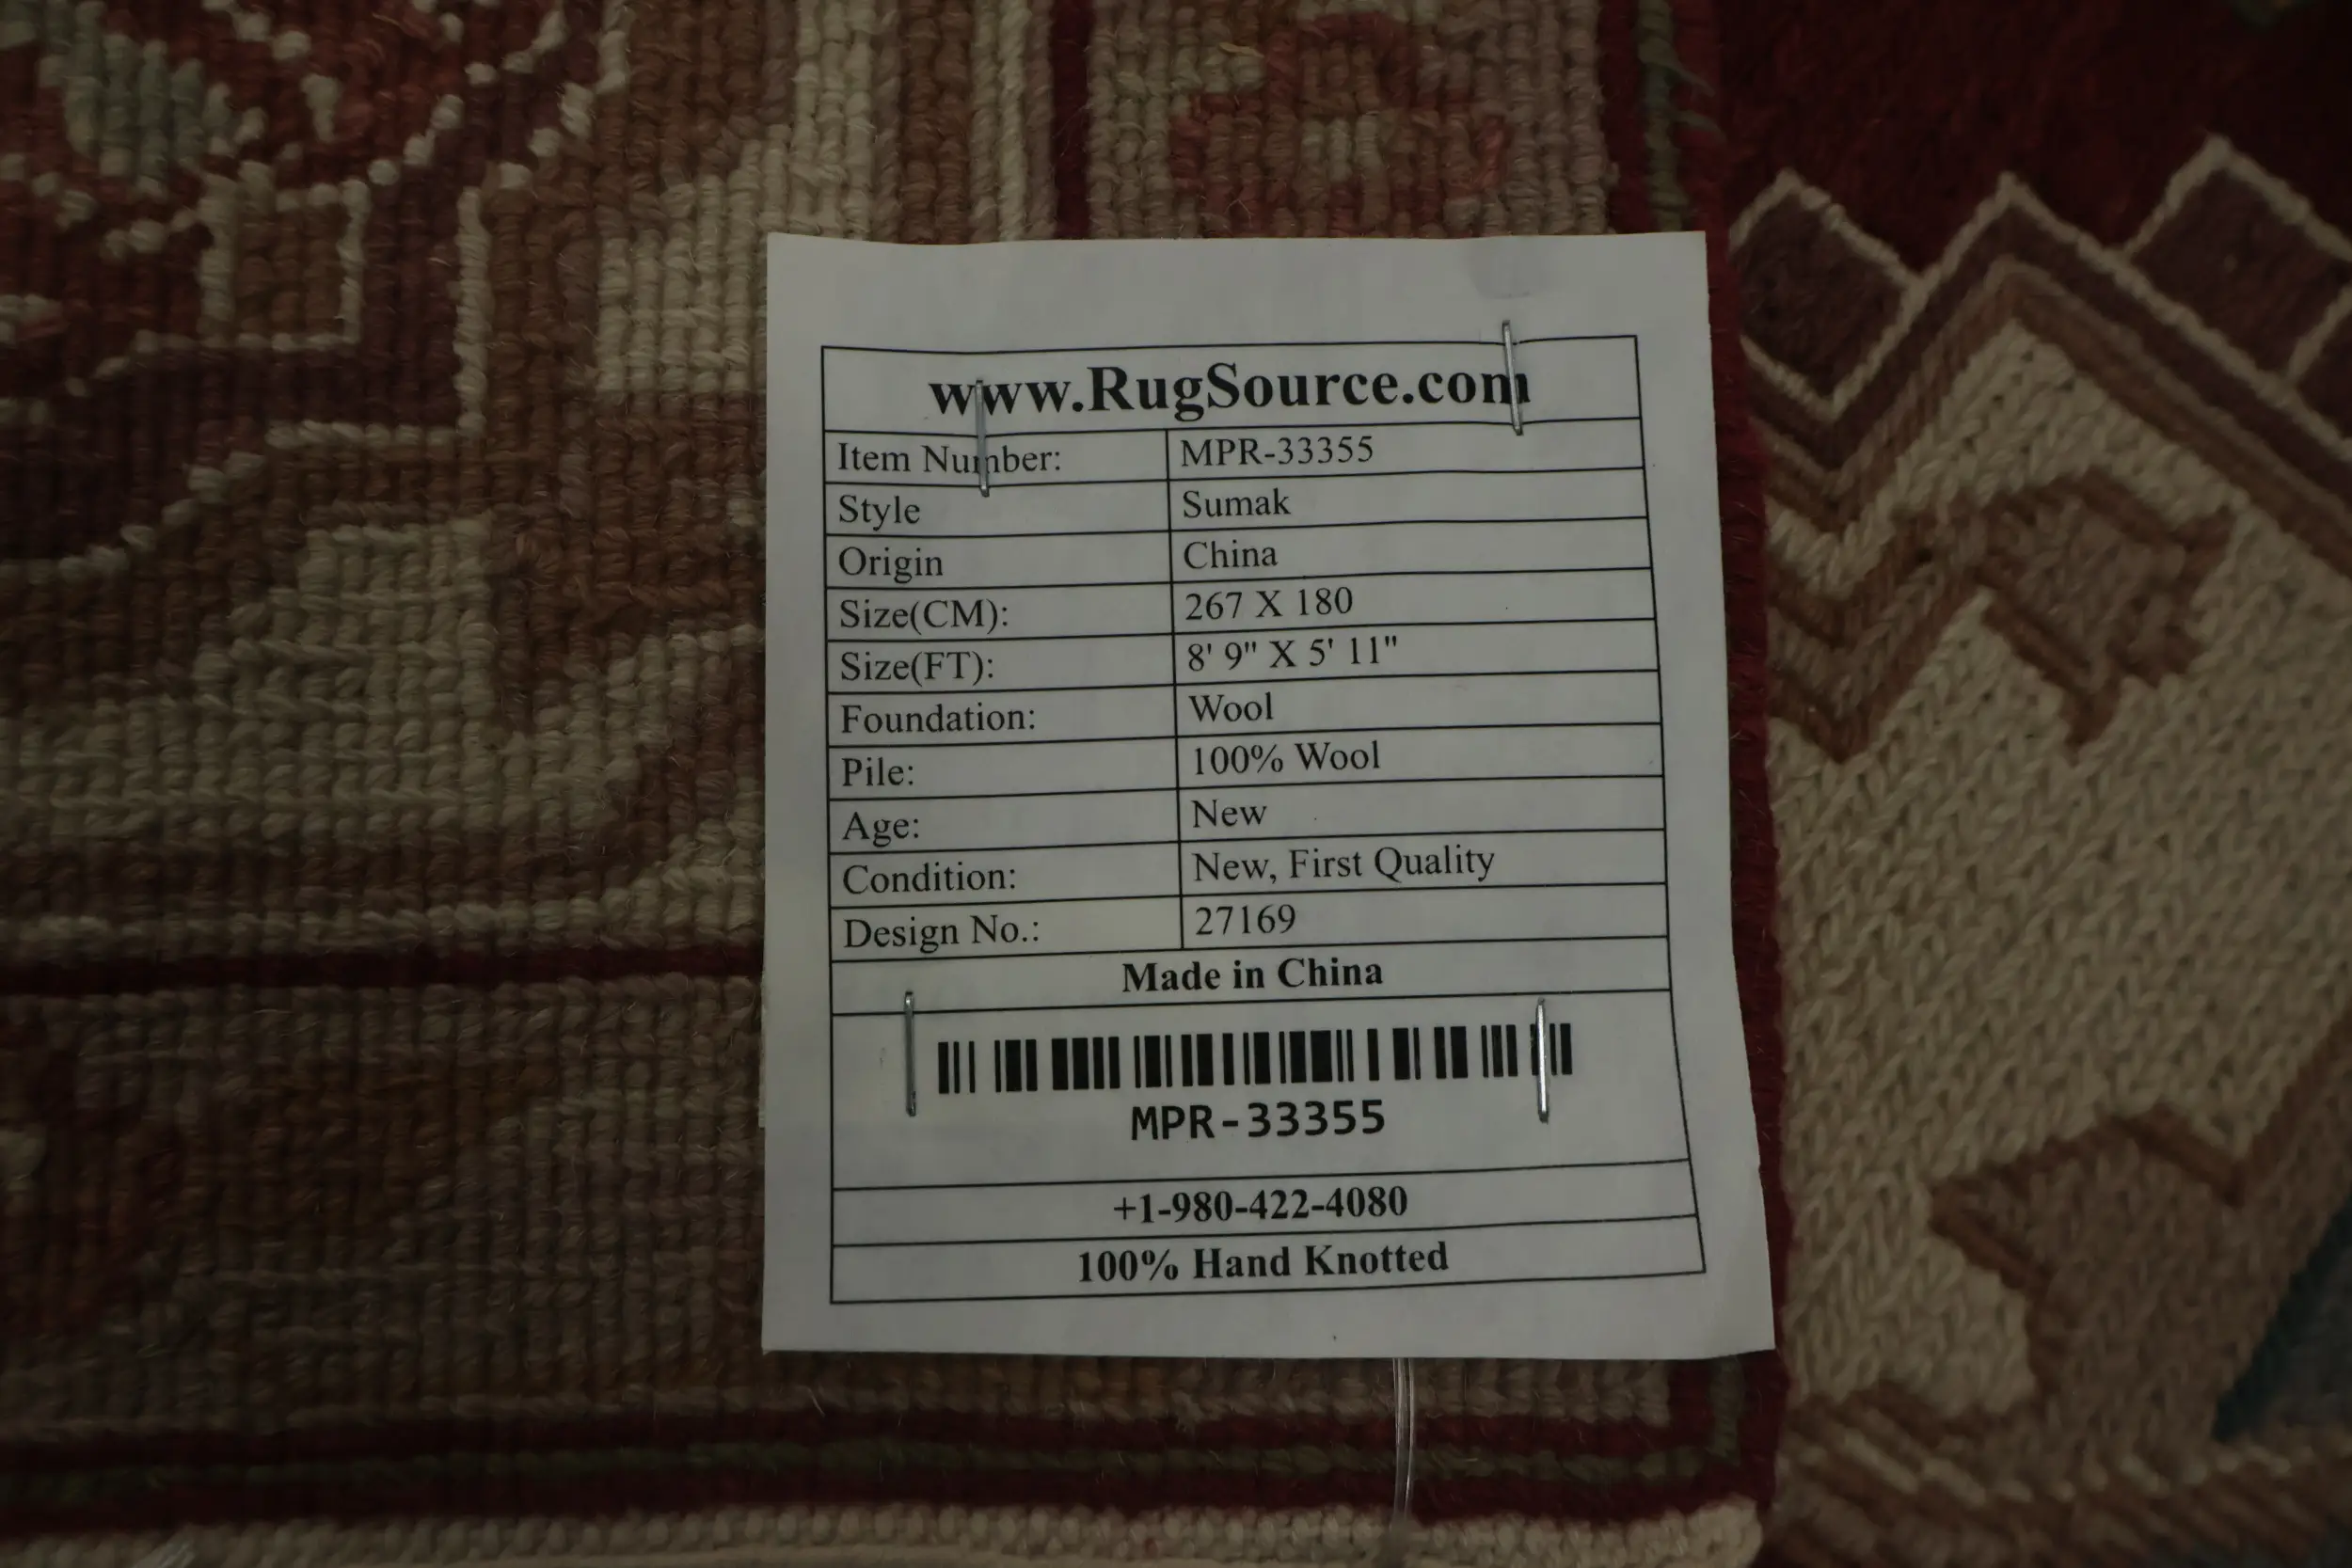 www.RugSource.com
Item Number: MPR-33355
Style Sumak
Origin China
Size(CM): 267 X 180
Size(FT): 8' 9" X 5' 11"
Foundation: Wool
Pile: 100% Wool
Age: New
Condition: New, First Quality
Design No.: 27169
Made in China
MPR-33355
+1-980-422-4080
100% Hand Knotted